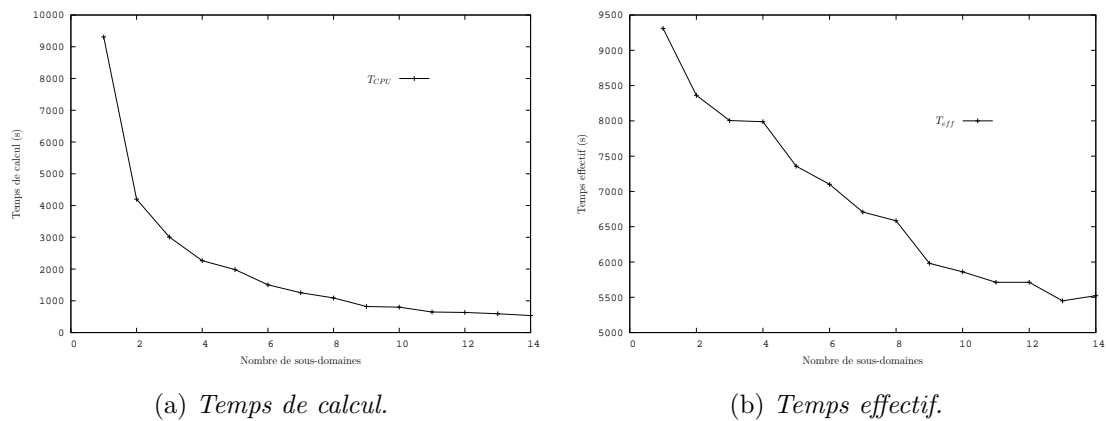 10000
9000
8000
7000
6000
5000
4000
3000
2000
1000
0
0 2 4 6 8 10 12 14
Temps de calcul (s)
Nombre de sous-domaines
T_CPU
(a) Temps de calcul.
9500
9000
8500
8000
7500
7000
6500
6000
5500
5000
0 2 4 6 8 10 12 14
Temps effectif (s)
Nombre de sous-domaines
T_eff
(b) Temps effectif.